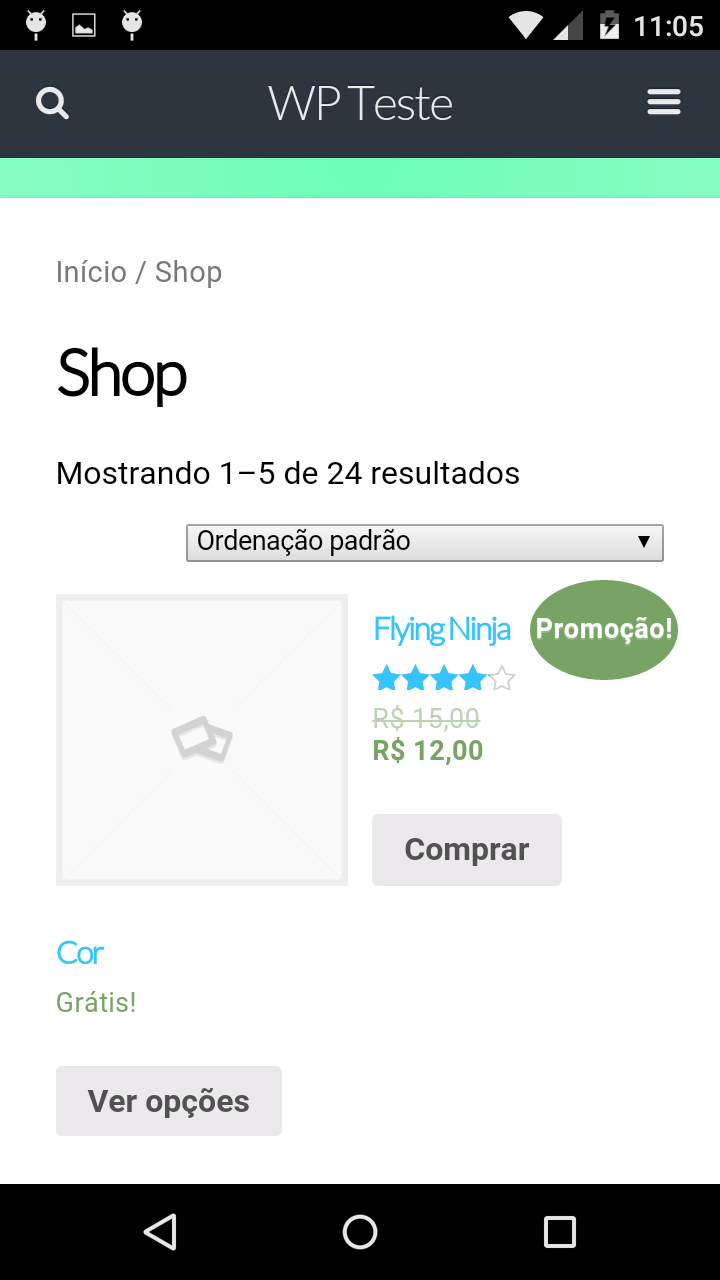 11:05
WP Teste
Início / Shop
Shop
Mostrando 1–5 de 24 resultados
Ordenação padrão
Flying Ninja
Promoção!
R$ 15,00
R$ 12,00
Comprar
Cor
Grátis!
Ver opções